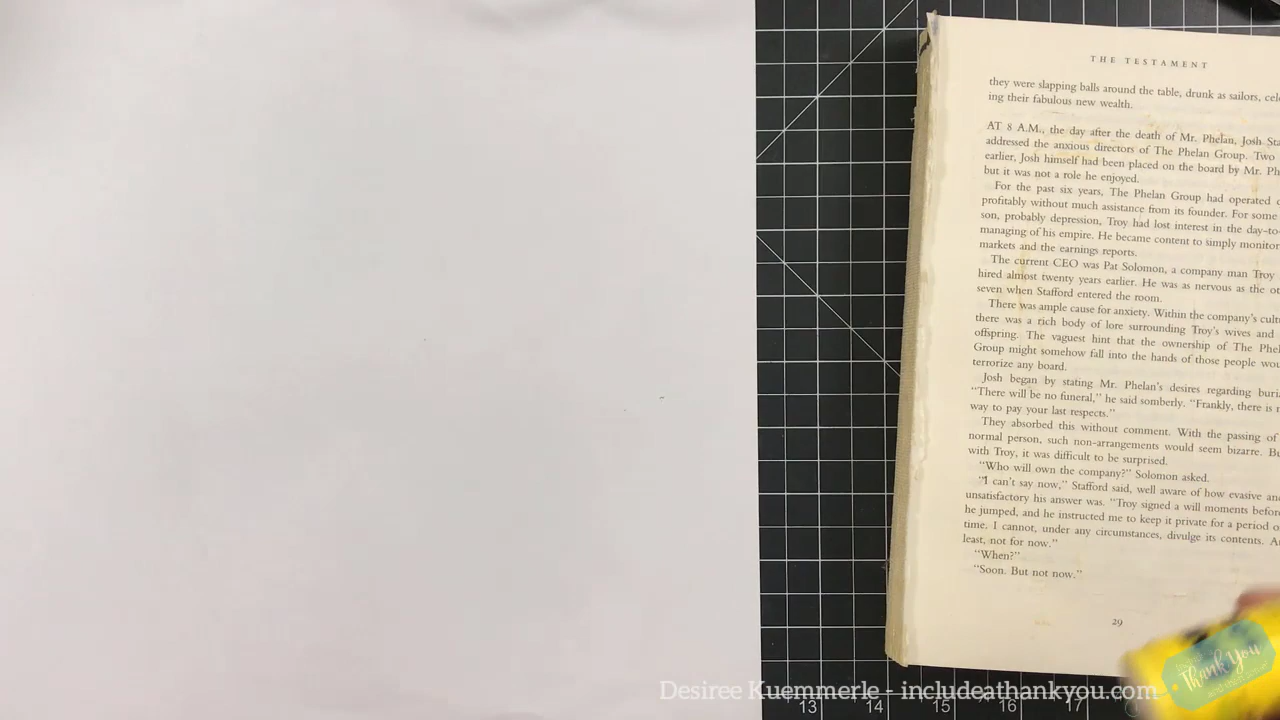 THE TESTAMENT
they were slapping balls around the table, drunk as sailors,
ing their fabulous new wealth.
AT 8 A.M., the day after the death of Mr. Phelan, Josh
addressed the anxious directors of The Phelan Group. Two
earlier, Josh himself had been placed on the board by Mr.
but it was not a role he enjoyed.
For the past six years, The Phelan Group had operated
profitably without much assistance from its founder. For some
son, probably depression, Troy had lost interest in the day-to
managing of his empire. He became content to simply monitor
markets and the earnings reports.
The current CEO was Pat Solomon, a company man Troy
hired almost twenty years earlier. He was as nervous as the
seven when Stafford entered the room.
There was ample cause for anxiety. Within the company's
there was a rich body of lore surrounding Troy's wives and
offspring. The vaguest hint that the ownership of The
Group might somehow fall into the hands of those people
terrorize any board.
Josh began by stating Mr. Phelan's desires regarding
“There will be no funeral,” he said somberly. “Frankly, there is
way to pay your last respects.”
They absorbed this without comment. With the passing of
normal person, such non-arrangements would seem bizarre.
with Troy, it was difficult to be surprised.
“Who will own the company?” Solomon asked.
“I can't say now,” Stafford said, well aware of how evasive and
unsatisfactory his answer was. “Troy signed a will moments before
he jumped, and he instructed me to keep it private for a period
time. I cannot, under any circumstances, divulge its contents.
least, not for now.”
“When?”
“Soon. But not now.”
29
Thank You
Desiree Kuemmerle - includeathankyou.com
13 14 15 16 17